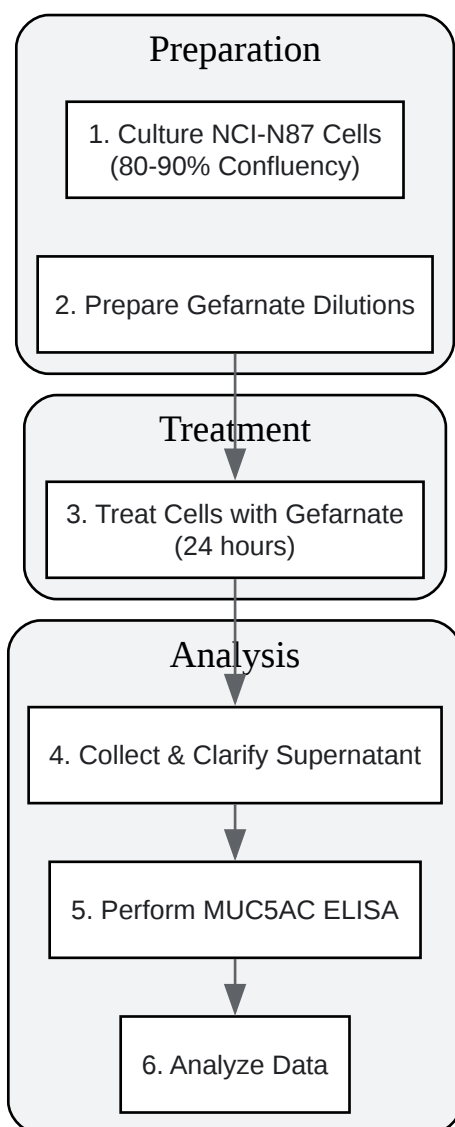 Preparation
1. Culture NCI-N87 Cells
(80-90% Confluency)
2. Prepare Gefarnate Dilutions
Treatment
3. Treat Cells with Gefarnate
(24 hours)
Analysis
4. Collect & Clarify Supernatant
5. Perform MUC5AC ELISA
6. Analyze Data